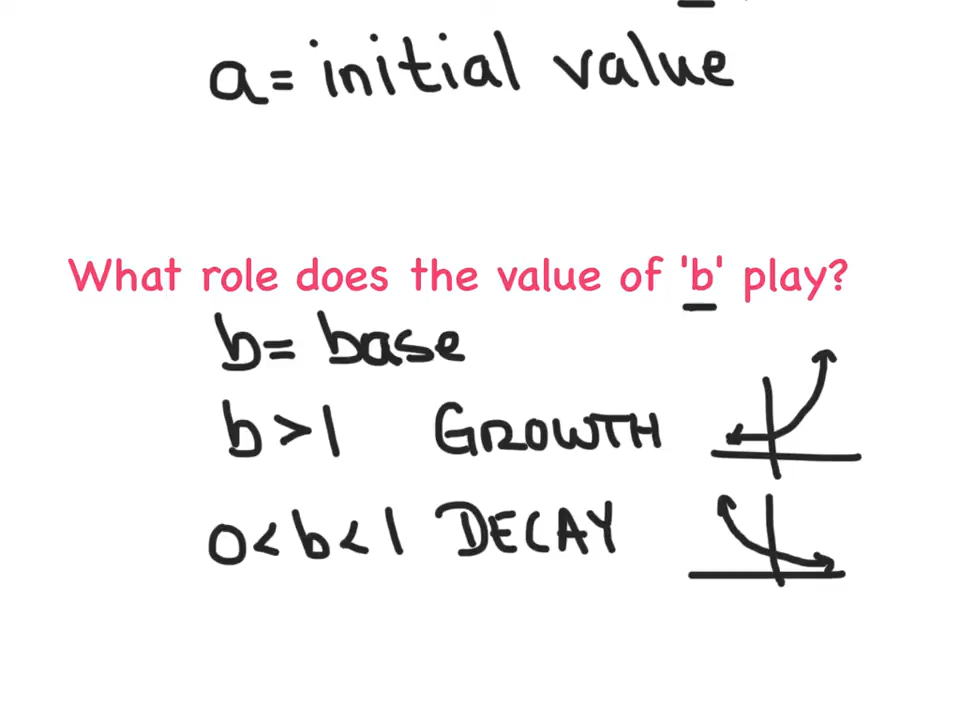 a = initial value
What role does the value of 'b' play?
b = base
b > 1 GROWTH
0 < b < 1 DECAY